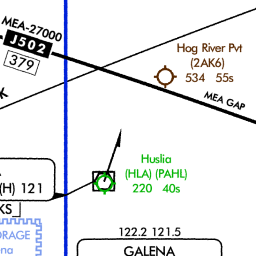 MEA-27000
J502
379
Hog River Pvt
(2AK6)
534 55s
MEA GAP
K
Huslia
(HLA) (PAHL)
220 40s
A
(H) 121
KS
ORAGE
na
122.2 121.5
GALENA